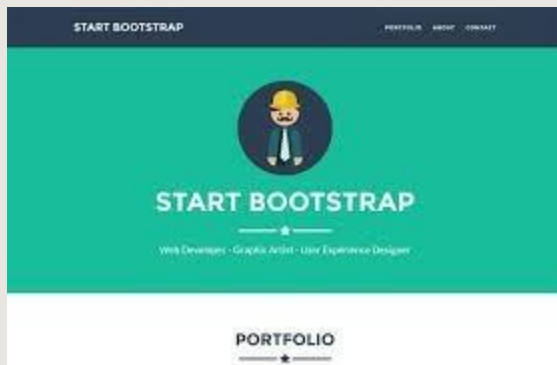 START BOOTSTRAP PORTFOLIO ABOUT CONTACT
START BOOTSTRAP
Web Developer - Graphic Artist - User Experience Designer
PORTFOLIO